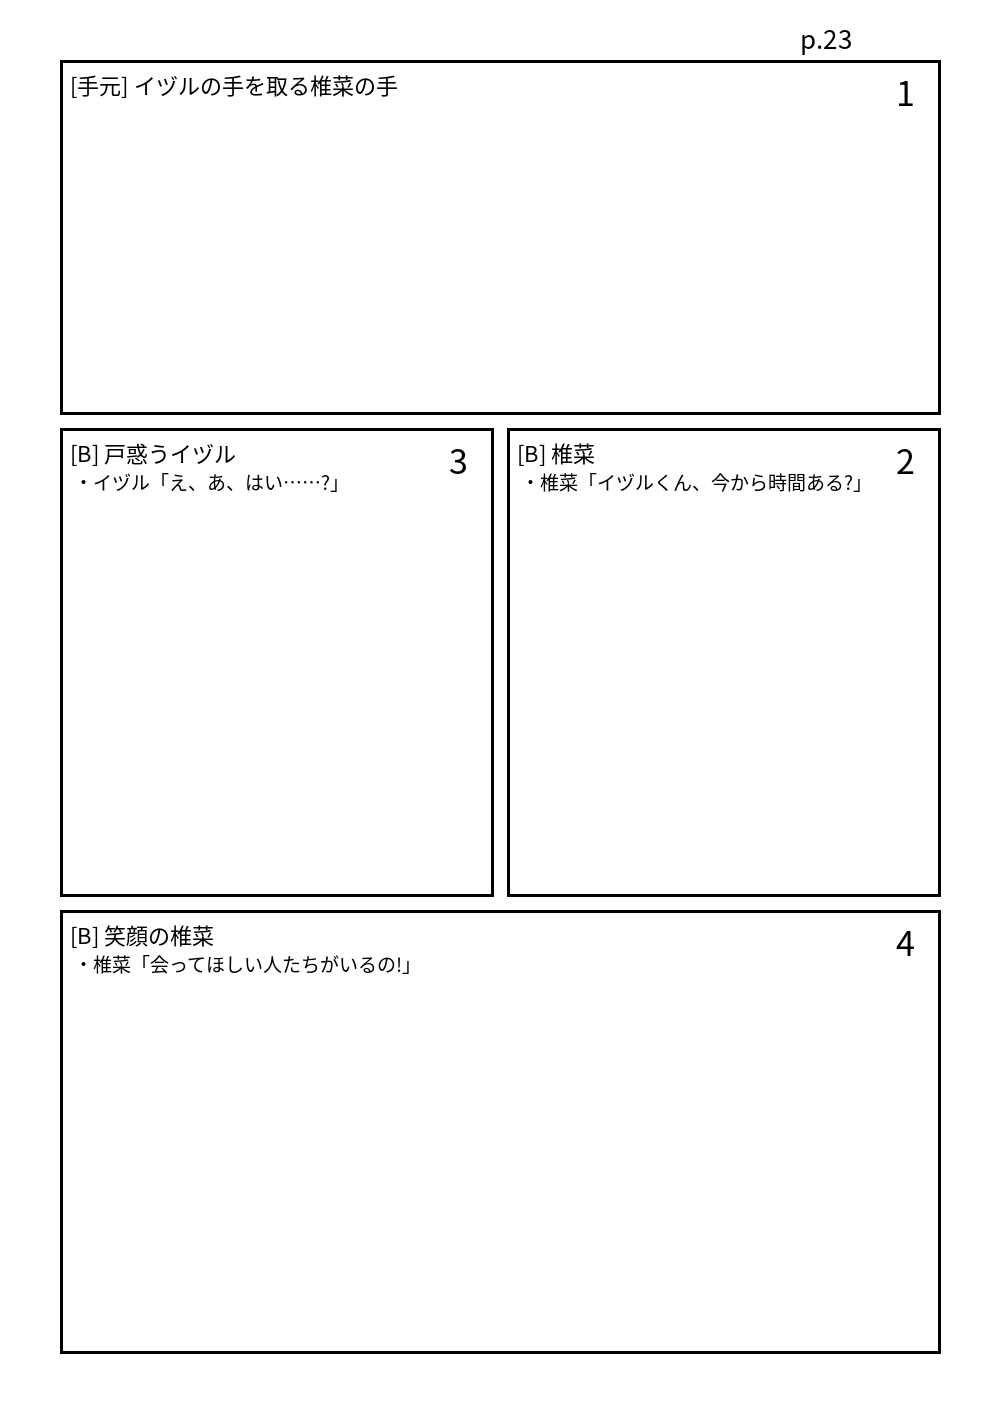 p.23
1
[手元] イヅルの手を取る椎菜の手
2
[B] 椎菜
・椎菜「イヅルくん、今から時間ある?」
3
[B] 戸惑うイヅル
・イヅル「え、あ、はい……?」
4
[B] 笑顔の椎菜
・椎菜「会ってほしい人たちがいるの!」